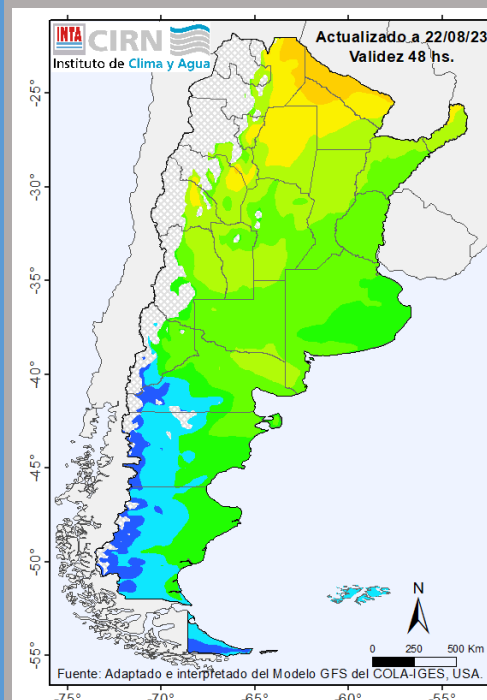 INTA CIRN
Instituto de Clima y Agua
Actualizado a 22/08/23
Validez 48 hs.
-25°
-30°
-35°
-40°
-45°
-50°
-55°
N
0 250 500 Km
Fuente: Adaptado e interpretado del Modelo GFS del COLA-IGES, USA.
-75° -70° -65° -60° -55°